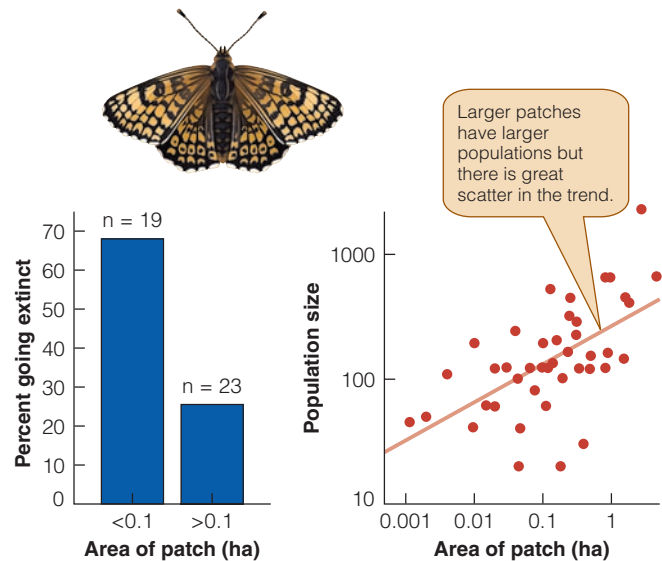 Larger patches
have larger
populations but
there is great
scatter in the trend.
n = 19
n = 23
70
60
50
40
30
20
10
0
Percent going extinct
<0.1 >0.1
Area of patch (ha)
1000
100
10
Population size
0.001 0.01 0.1 1
Area of patch (ha)